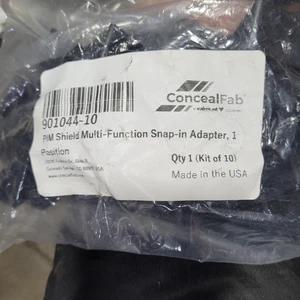 ConcealFab
901044-10
PIM Shield Multi-Function Snap-in Adapter, 1
Position
Qty 1 (Kit of 10)
Made in the USA